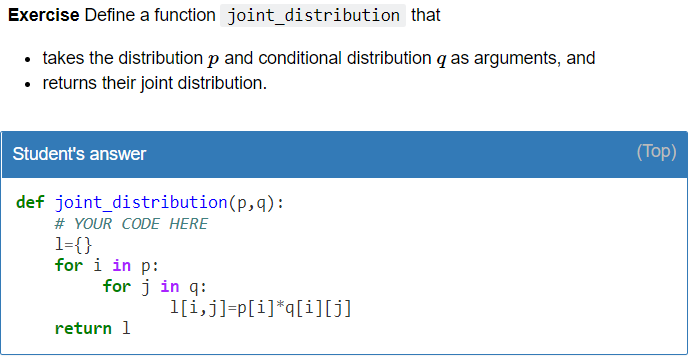 Exercise Define a function joint_distribution that
• takes the distribution p and conditional distribution q as arguments, and
• returns their joint distribution.
Student's answer (Top)
def joint_distribution(p,q):
    # YOUR CODE HERE
    l={}
    for i in p:
        for j in q:
            l[i,j]=p[i]*q[i][j]
    return l